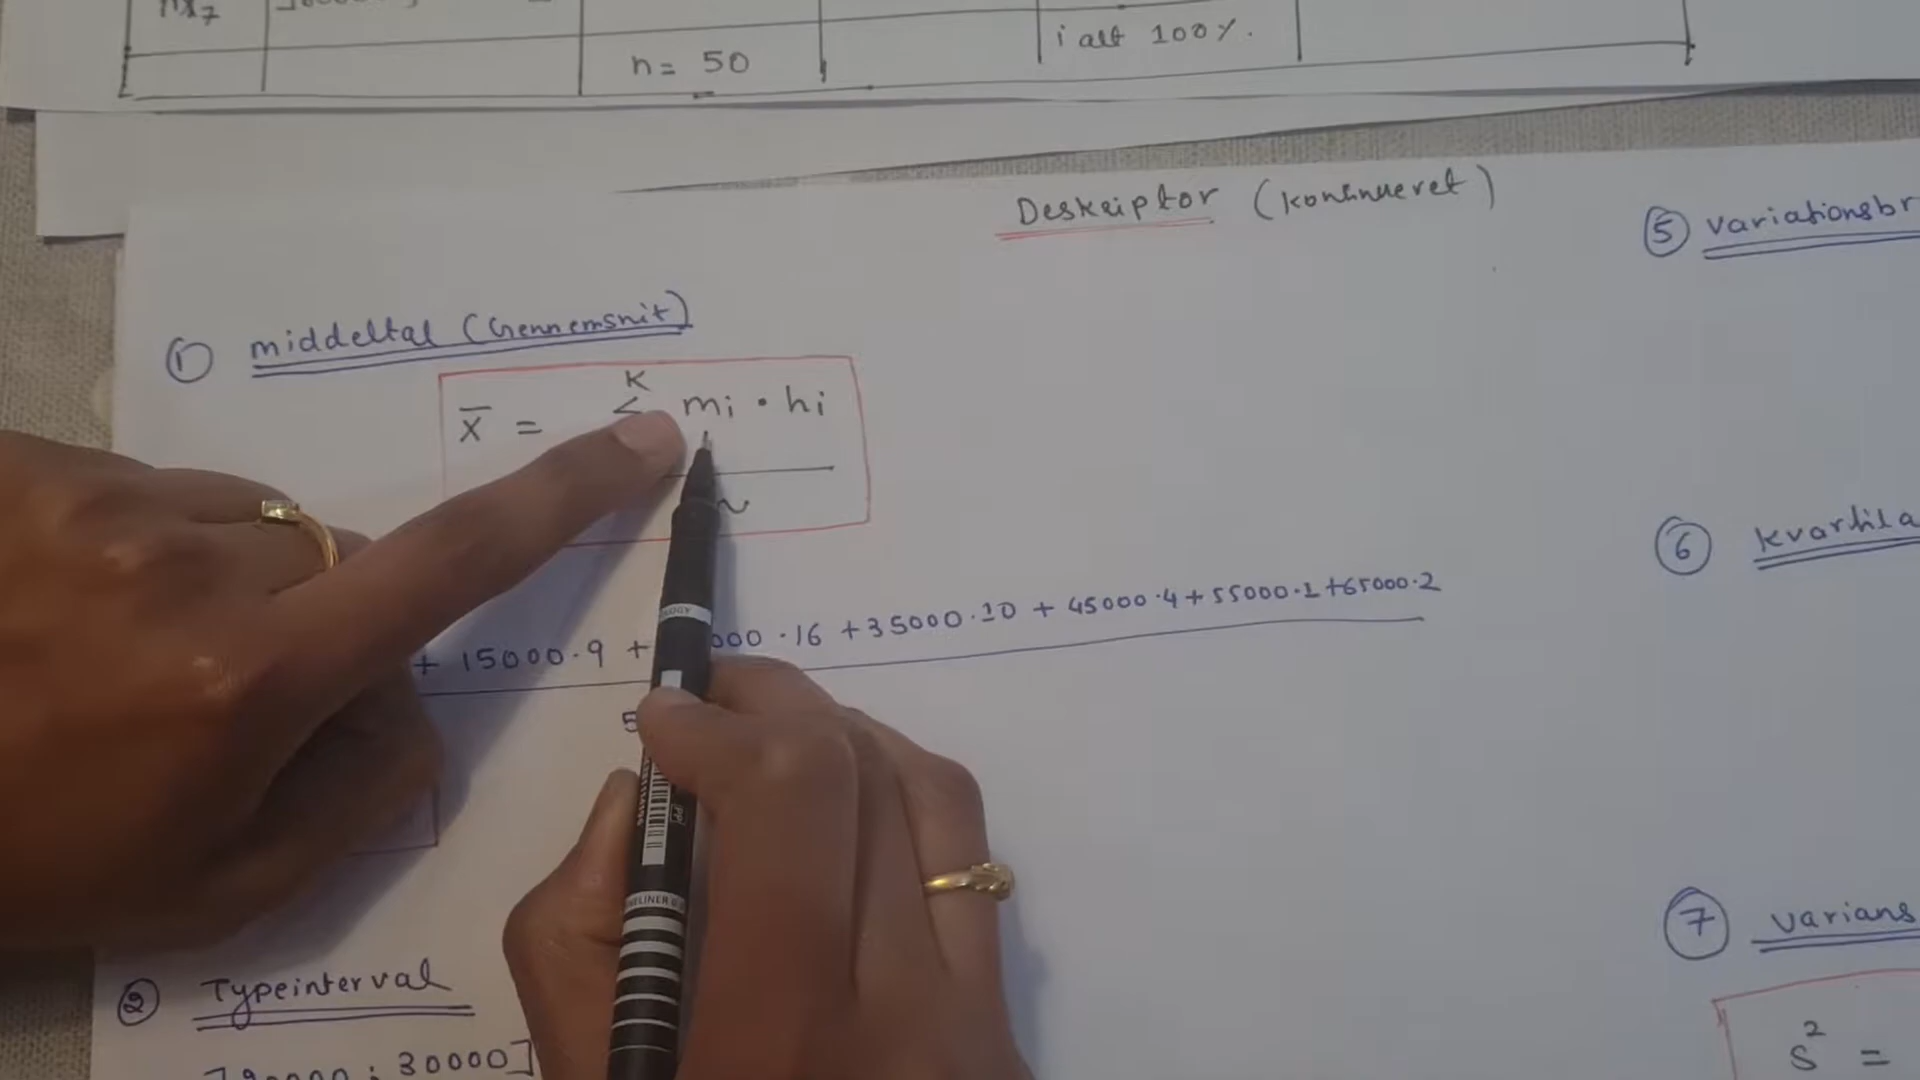 i alt 100%.
n = 50
Deskriptor (kontinueret)
① middeltal (Gennemsnit)
x̄ = Σ K mi · hi
n
+ 15000·9 + 000·16 + 35000·10 + 45000·4 + 55000·1 + 65000·2
5
② Typeinterval
30000]
⑤ variationsbr
⑥ kvartila
⑦ varians
s² =